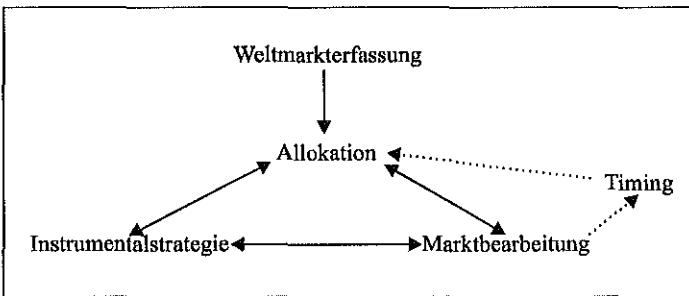 Weltmarkterfassung
Allokation
Timing
Instrumentalstrategie
Marktbearbeitung